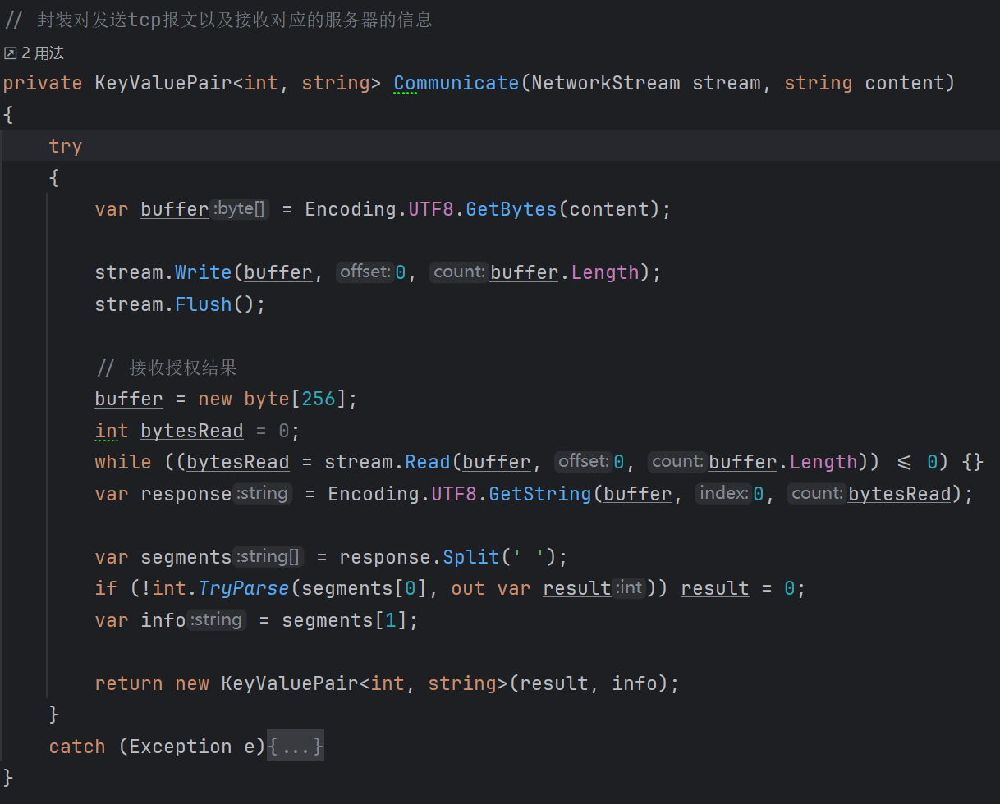 // 封装对发送tcp报文以及接收对应的服务器的信息
2 用法
private KeyValuePair<int, string> Communicate(NetworkStream stream, string content)
{
try
{
var buffer :byte[] = Encoding.UTF8.GetBytes(content);
stream.Write(buffer, offset: 0, count: buffer.Length);
stream.Flush();
// 接收授权结果
buffer = new byte[256];
int bytesRead = 0;
while ((bytesRead = stream.Read(buffer, offset: 0, count: buffer.Length)) <= 0) {}
var response :string = Encoding.UTF8.GetString(buffer, index: 0, count: bytesRead);
var segments :string[] = response.Split(' ');
if (!int.TryParse(segments[0], out var result :int)) result = 0;
var info :string = segments[1];
return new KeyValuePair<int, string>(result, info);
}
catch (Exception e){...}
}